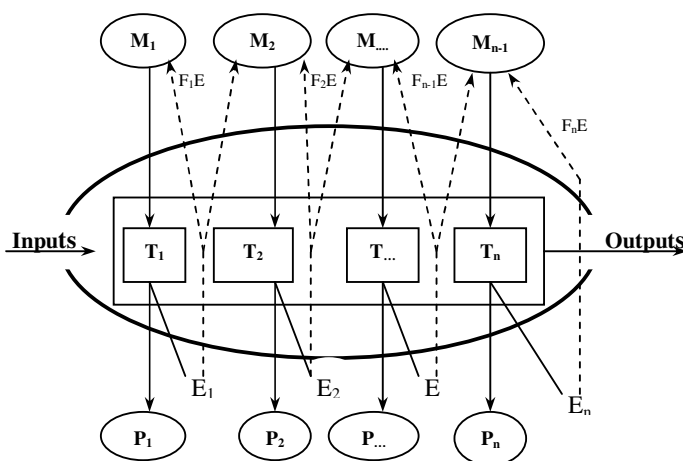 M1 M2 M.... Mn-1
F1E F2E Fn-1E FnE
Inputs T1 T2 T... Tn Outputs
E1 E2 E En
P1 P2 P... Pn